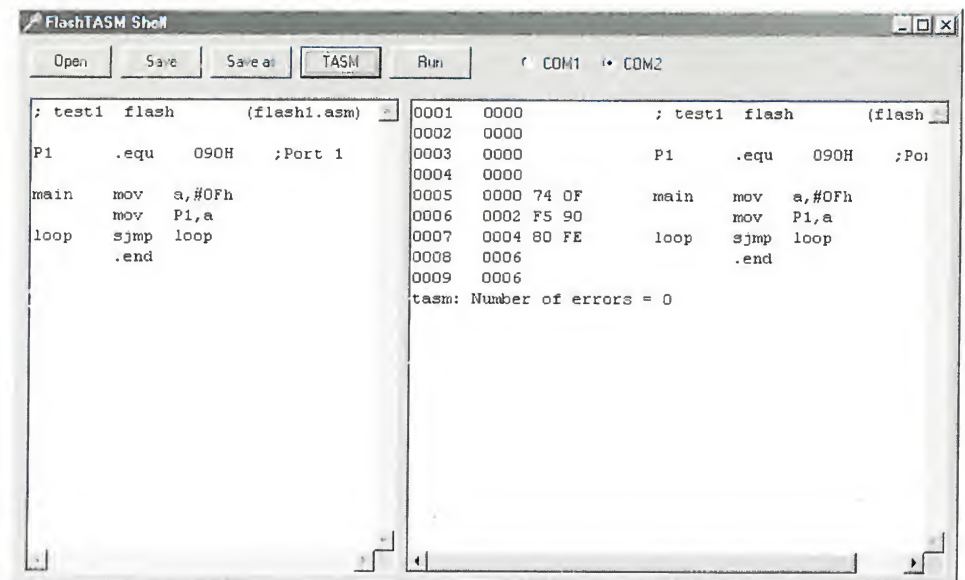 FlashTASM Shell
Open Save Save as TASM Run COM1 COM2
; test1 flash (flash1.asm)
P1 .equ 090H ;Port 1
main mov a,#0Fh
mov P1,a
loop sjmp loop
.end
0001 0000 ; test1 flash (flash
0002 0000
0003 0000 P1 .equ 090H ;Por
0004 0000
0005 0000 74 0F main mov a,#0Fh
0006 0002 F5 90 mov P1,a
0007 0004 80 FE loop sjmp loop
0008 0006 .end
0009 0006
tasm: Number of errors = 0